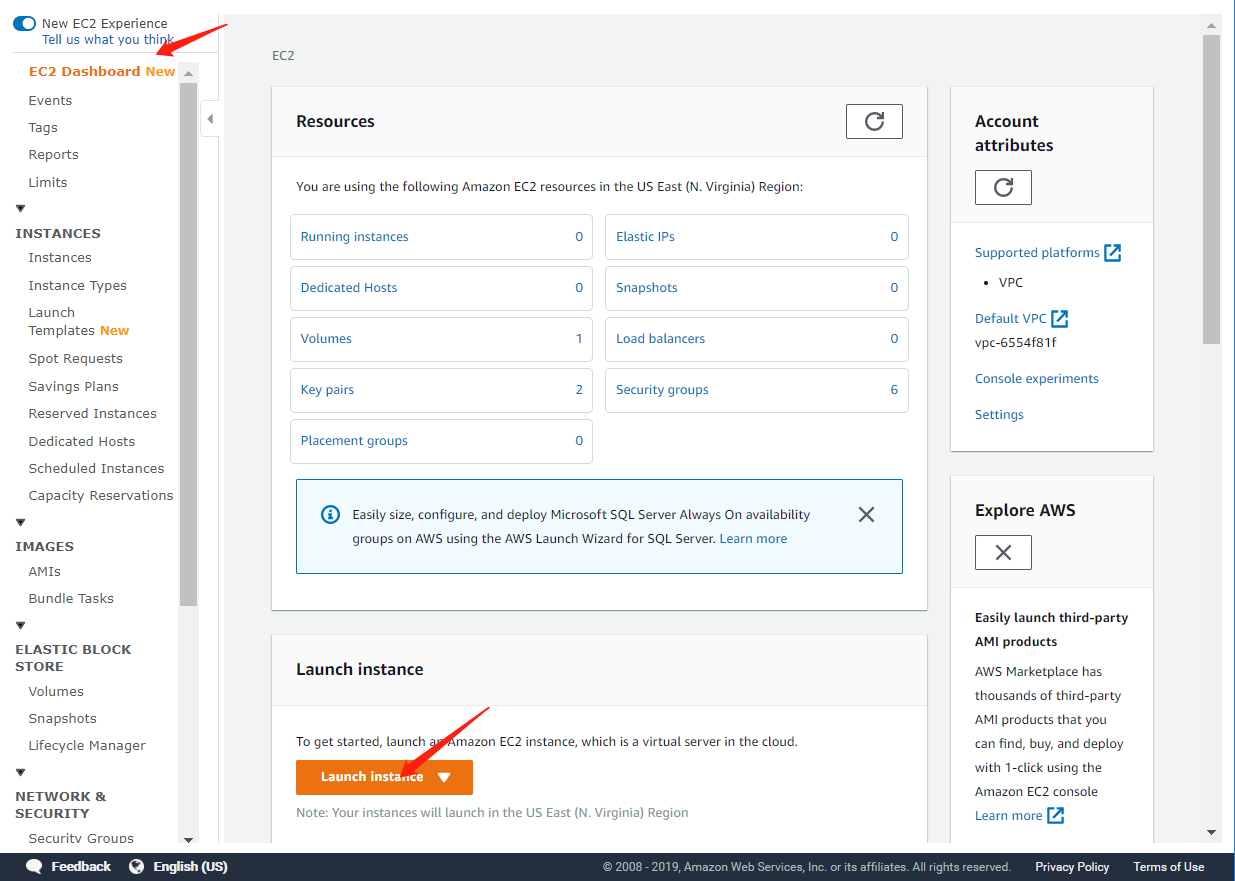 New EC2 Experience
Tell us what you think
EC2 Dashboard New
Events
Tags
Reports
Limits
INSTANCES
Instances
Instance Types
Launch
Templates New
Spot Requests
Savings Plans
Reserved Instances
Dedicated Hosts
Scheduled Instances
Capacity Reservations
IMAGES
AMIs
Bundle Tasks
ELASTIC BLOCK
STORE
Volumes
Snapshots
Lifecycle Manager
NETWORK &
SECURITY
Security Groups
EC2
Resources
You are using the following Amazon EC2 resources in the US East (N. Virginia) Region:
Running instances 0
Elastic IPs 0
Dedicated Hosts 0
Snapshots 0
Volumes 1
Load balancers 0
Key pairs 2
Security groups 6
Placement groups 0
Easily size, configure, and deploy Microsoft SQL Server Always On availability
groups on AWS using the AWS Launch Wizard for SQL Server. Learn more
Launch instance
To get started, launch an Amazon EC2 instance, which is a virtual server in the cloud.
Launch instance
Note: Your instances will launch in the US East (N. Virginia) Region
Account
attributes
Supported platforms
• VPC
Default VPC
vpc-6554f81f
Console experiments
Settings
Explore AWS
Easily launch third-party
AMI products
AWS Marketplace has
thousands of third-party
AMI products that you
can find, buy, and deploy
with 1-click using the
Amazon EC2 console
Learn more
Feedback
English (US)
© 2008 - 2019, Amazon Web Services, Inc. or its affiliates. All rights reserved.
Privacy Policy
Terms of Use